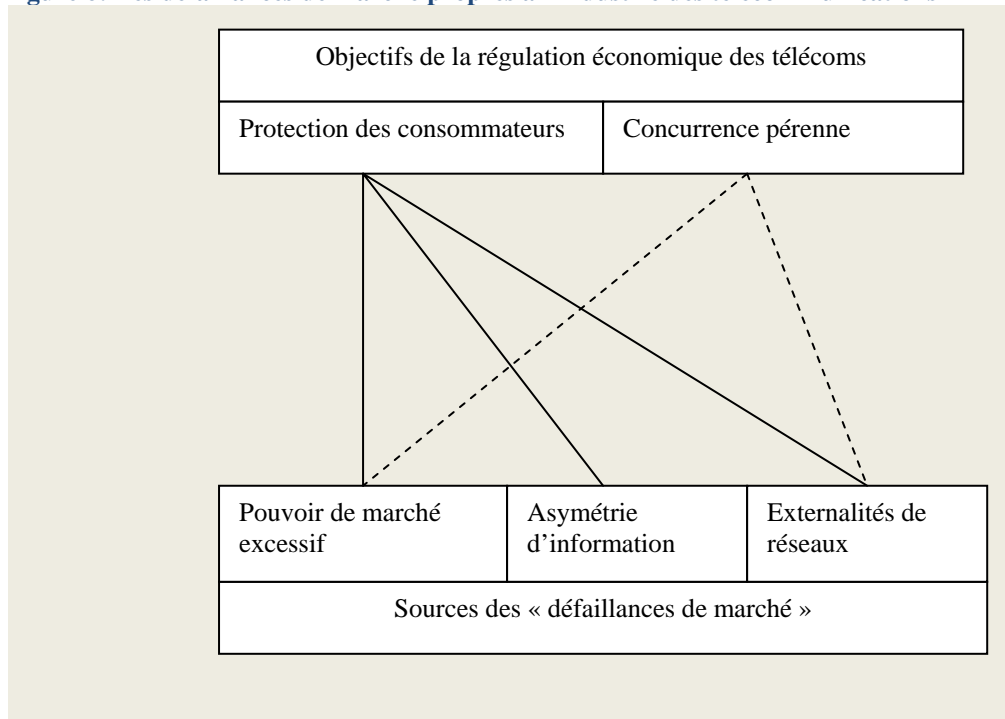 Objectifs de la régulation économique des télécoms
Protection des consommateurs
Concurrence pérenne
Pouvoir de marché
excessif
Asymétrie
d’information
Externalités de
réseaux
Sources des « défaillances de marché »